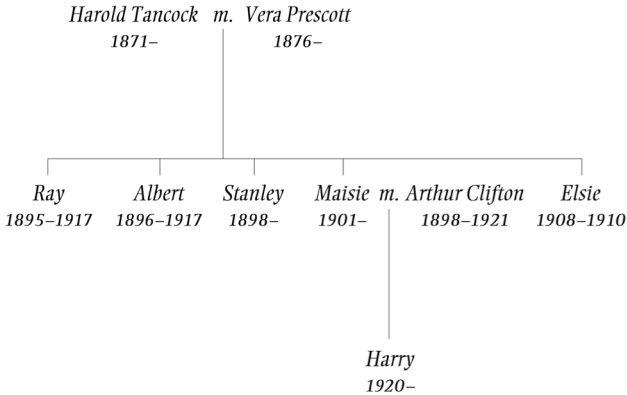 Harold Tancock m. Vera Prescott
1871– 1876–
Ray Albert Stanley Maisie m. Arthur Clifton Elsie
1895–1917 1896–1917 1898– 1901– 1898–1921 1908–1910
Harry
1920–